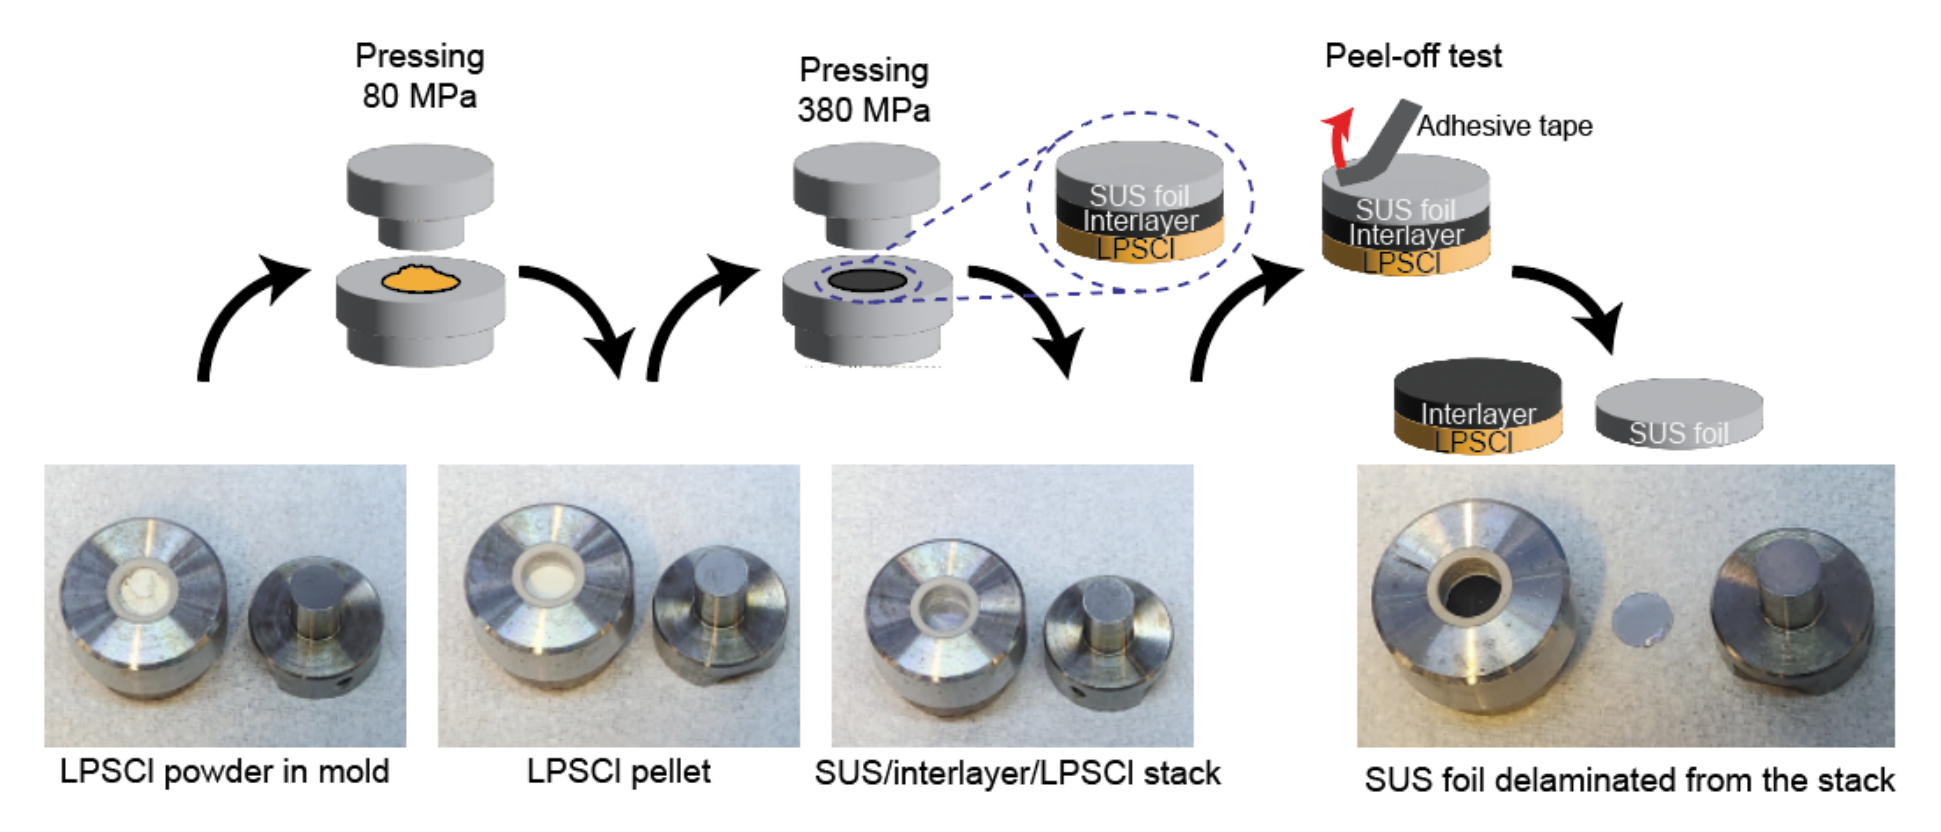 Pressing
80 MPa
Pressing
380 MPa
SUS foil
Interlayer
LPSCl
Peel-off test
Adhesive tape
SUS foil
Interlayer
LPSCl
Interlayer
LPSCl
SUS foil
LPSCl powder in mold
LPSCl pellet
SUS/interlayer/LPSCl stack
SUS foil delaminated from the stack